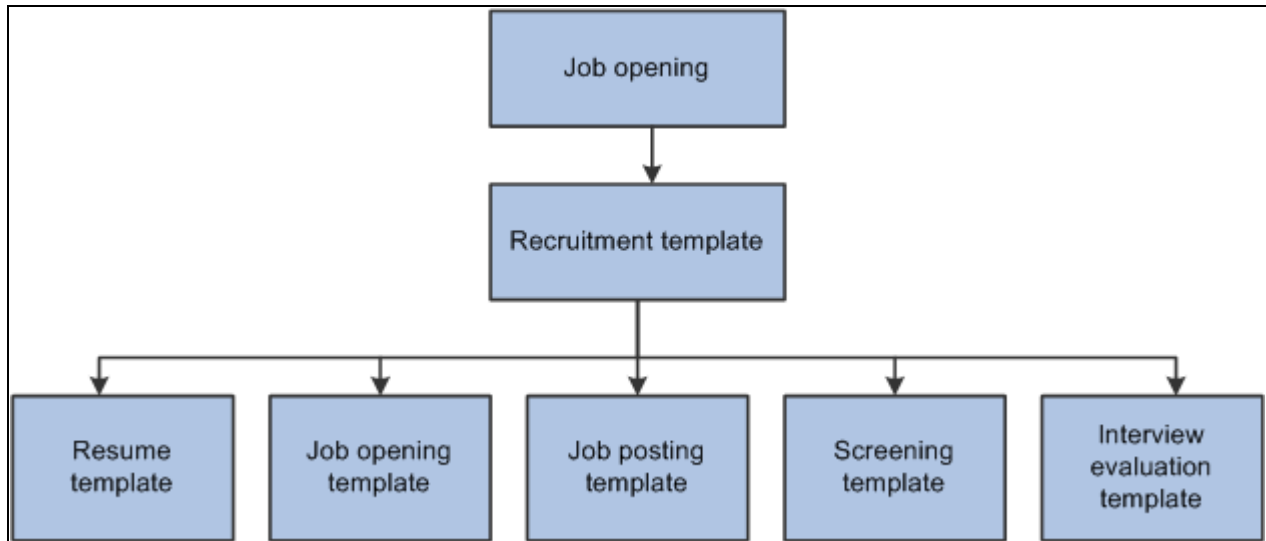 Job opening
Recruitment template
Resume
template
Job opening
template
Job posting
template
Screening
template
Interview
evaluation
template